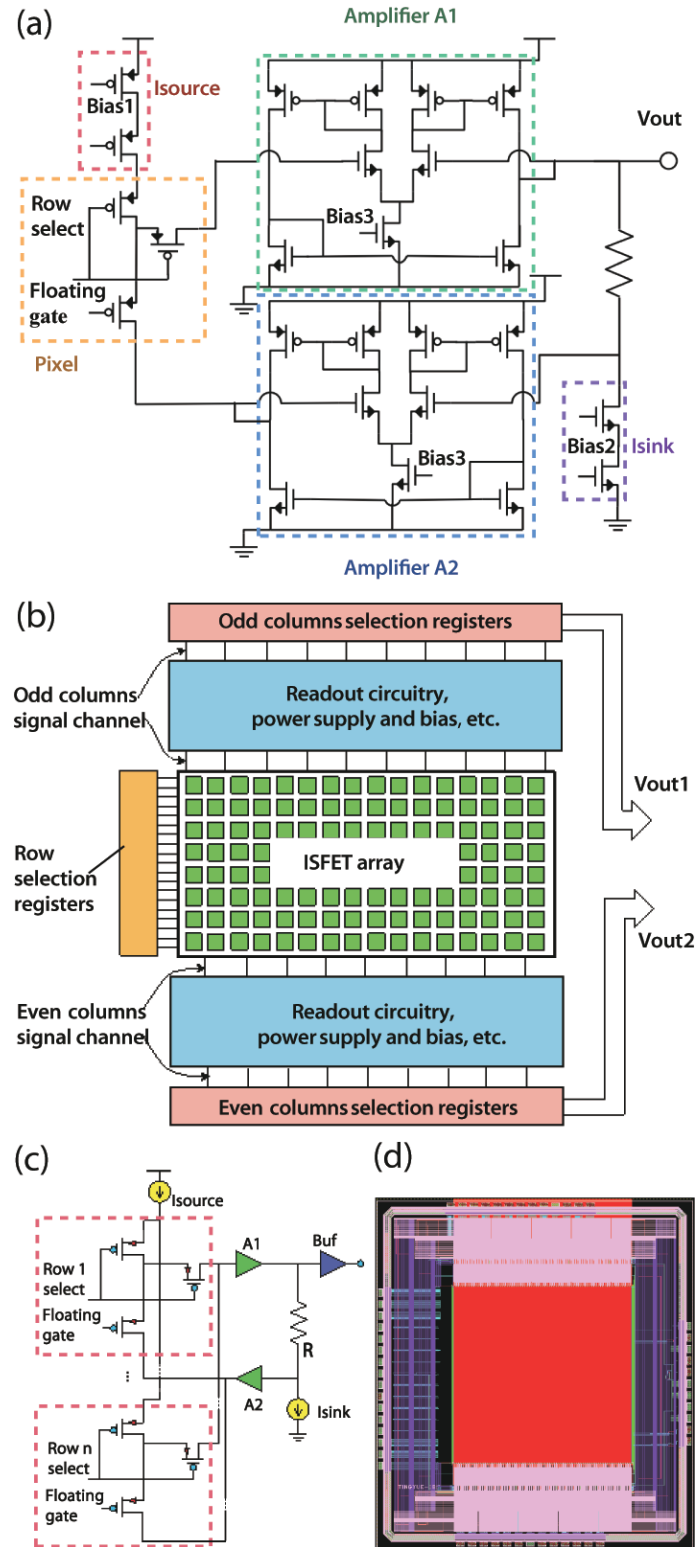 (a)
Amplifier A1
Isource
Bias1
Vout
Row
select
Bias3
Floating
gate
Pixel
Bias3
Bias2
Isink
Amplifier A2
(b)
Odd columns selection registers
Odd columns
signal channel
Readout circuitry,
power supply and bias, etc.
Vout1
Row
selection
registers
ISFET array
Vout2
Even columns
signal channel
Readout circuitry,
power supply and bias, etc.
Even columns selection registers
(c)
Isource
A1
Buf
Row 1
select
Floating
gate
R
...
A2
Isink
Row n
select
Floating
gate
(d)